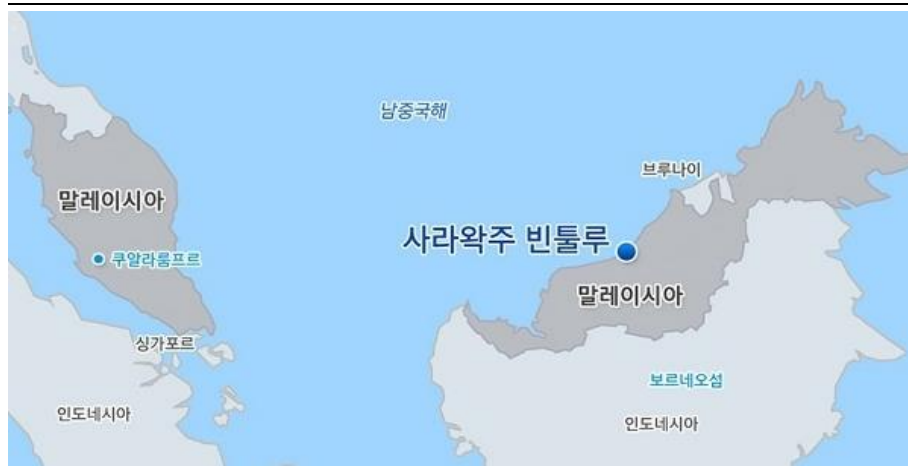 남중국해
브루나이
말레이시아
사라왁주 빈툴루
쿠알라룸프르
말레이시아
싱가포르
보르네오섬
인도네시아
인도네시아